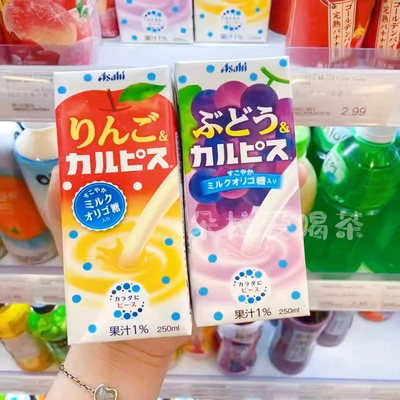 Asahi
りんご&
カルピス
すこやか
ミルク
オリゴ糖
入り
カラダに
ピース
果汁1% 250ml
Asahi
ぶどう&
カルピス
すこやか
ミルクオリゴ糖入り
カラダに
ピース
果汁1% 250ml
2.99